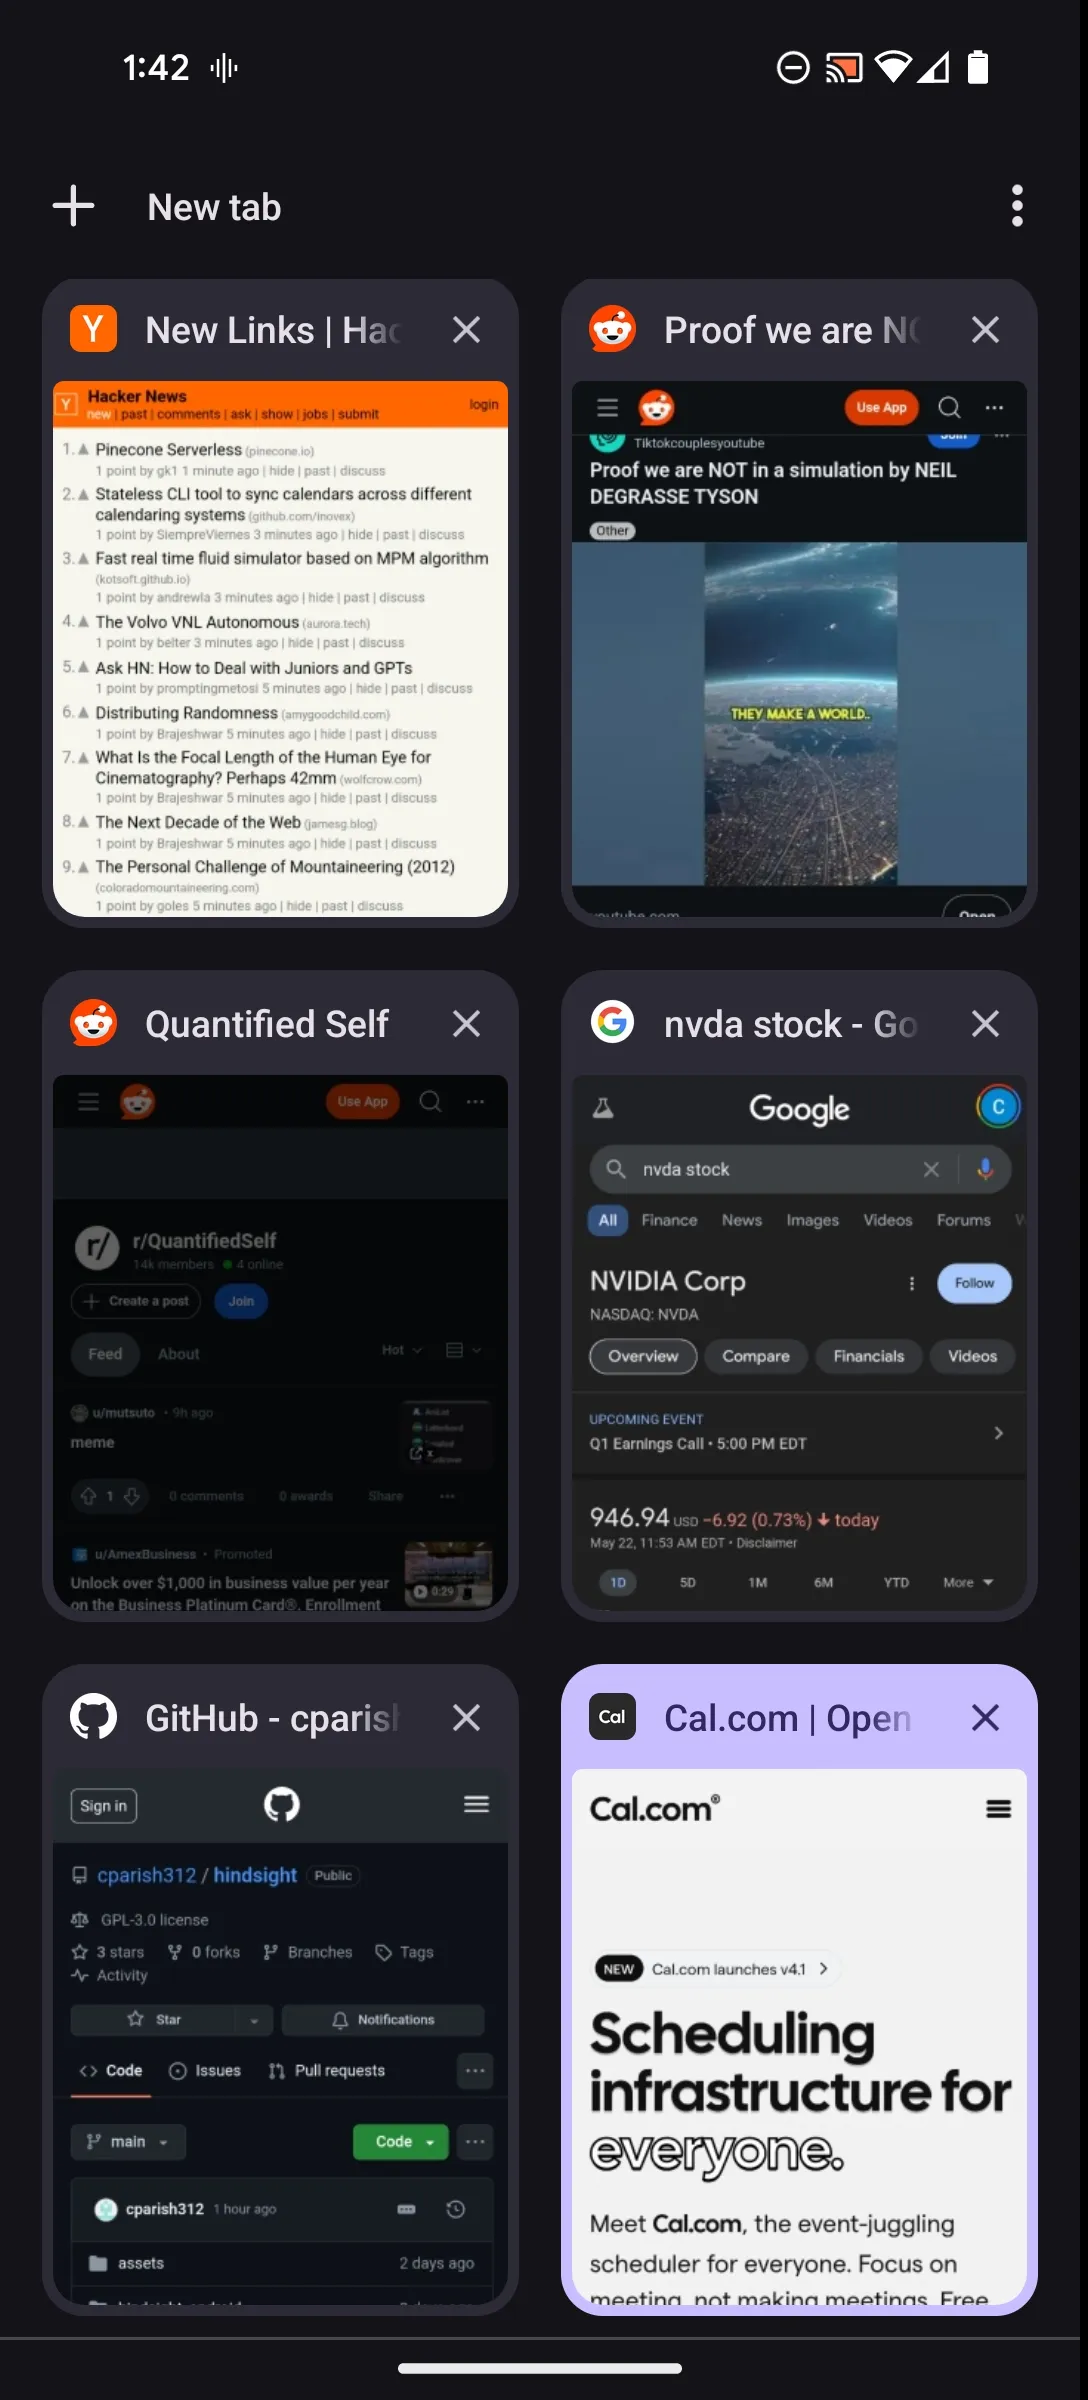 1:42
New tab
New Links | Hac
Y
Hacker News
new | past | comments | ask | show | jobs | submit
login
1. Pinecone Serverless (pinecone.io)
1 point by gk1 1 minute ago | hide | past | discuss
2. Stateless CLI tool to sync calendars across different
calendaring systems (github.com/inovex)
1 point by SiempreViernes 3 minutes ago | hide | past | discuss
3. Fast real time fluid simulator based on MPM algorithm
(kotsoft.github.io)
1 point by andrewla 3 minutes ago | hide | past | discuss
4. The Volvo VNL Autonomous (aurora.tech)
1 point by belter 3 minutes ago | hide | past | discuss
5. Ask HN: How to Deal with Juniors and GPTs
1 point by promptingmetosi 5 minutes ago | hide | past | discuss
6. Distributing Randomness (amygoodchild.com)
1 point by Brajeshwar 5 minutes ago | hide | past | discuss
7. What Is the Focal Length of the Human Eye for
Cinematography? Perhaps 42mm (wolfcrow.com)
1 point by Brajeshwar 5 minutes ago | hide | past | discuss
8. The Next Decade of the Web (jamesg.blog)
1 point by Brajeshwar 5 minutes ago | hide | past | discuss
9. The Personal Challenge of Mountaineering (2012)
(coloradomountaineering.com)
1 point by goles 5 minutes ago | hide | past | discuss
Proof we are NO
Use App
Tiktokcouplesyoutube
Join
Proof we are NOT in a simulation by NEIL
DEGRASSE TYSON
Other
THEY MAKE A WORLD..
youtube.com
Open
Quantified Self
Use App
r/
r/QuantifiedSelf
14k members 4 online
Create a post
Join
Feed
About
Hot
u/mutsuto • 9h ago
meme
1
0 comments
0 awards
Share
u/AmexBusiness • Promoted
Unlock over $1,000 in business value per year
on the Business Platinum Card®. Enrollment
0:29
nvda stock - Go
Google
C
nvda stock
All
Finance
News
Images
Videos
Forums
W
NVIDIA Corp
Follow
NASDAQ: NVDA
Overview
Compare
Financials
Videos
UPCOMING EVENT
Q1 Earnings Call • 5:00 PM EDT
946.94 USD −6.92 (0.73%) today
May 22, 11:53 AM EDT • Disclaimer
1D
5D
1M
6M
YTD
More
GitHub - cparish
Sign in
cparish312 / hindsight Public
GPL-3.0 license
3 stars
0 forks
Branches
Tags
Activity
Star
Notifications
Code
Issues
Pull requests
main
Code
cparish312 1 hour ago
assets
2 days ago
Cal
Cal.com | Open
Cal.com®
NEW Cal.com launches v4.1
Scheduling
infrastructure for
everyone.
Meet Cal.com, the event-juggling
scheduler for everyone. Focus on
meeting, not making meetings. Free